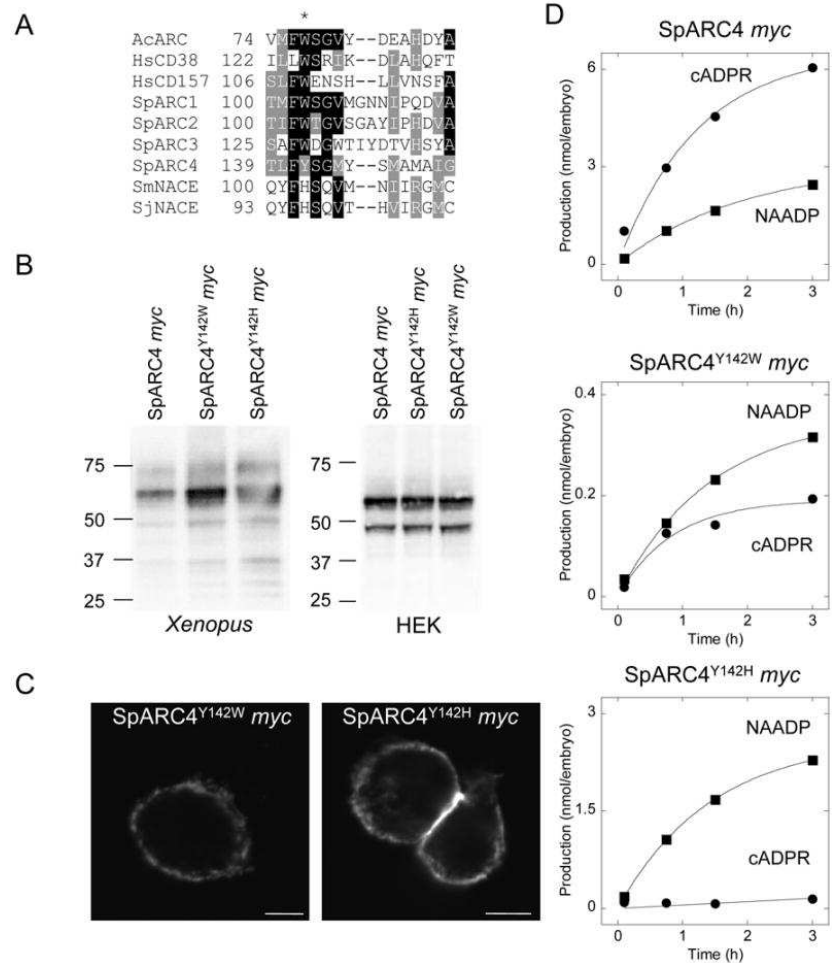 A
*
AcARC 74 VMFWSGVY--DEAHDYA
HsCD38 122 ILLWSRIK--DLAHQFT
HsCD157 106 SLFWENSH--LLVNSFA
SpARC1 100 TMFWSGVMGNNIPQDVA
SpARC2 100 TIFWTGVSGAYIPHDVA
SpARC3 125 SAFWDGWTIYDTVHSYA
SpARC4 139 TLFYSGMY--SMAMAIG
SmNACE 100 QYFHSQVM--NIIRGMC
SjNACE 93 QYFHSQVT--HVIRGMC
B
SpARC4 myc
SpARC4Y142W myc
SpARC4Y142H myc
75
50
37
25
Xenopus
SpARC4 myc
SpARC4Y142H myc
SpARC4Y142W myc
75
50
37
25
HEK
C
SpARC4Y142W myc
SpARC4Y142H myc
D
SpARC4 myc
Production (nmol/embryo)
6
3
0
cADPR
NAADP
0 1 2 3
Time (h)
SpARC4Y142W myc
Production (nmol/embryo)
0.4
0.2
0
NAADP
cADPR
0 1 2 3
Time (h)
SpARC4Y142H myc
Production (nmol/embryo)
3
1.5
0
NAADP
cADPR
0 1 2 3
Time (h)